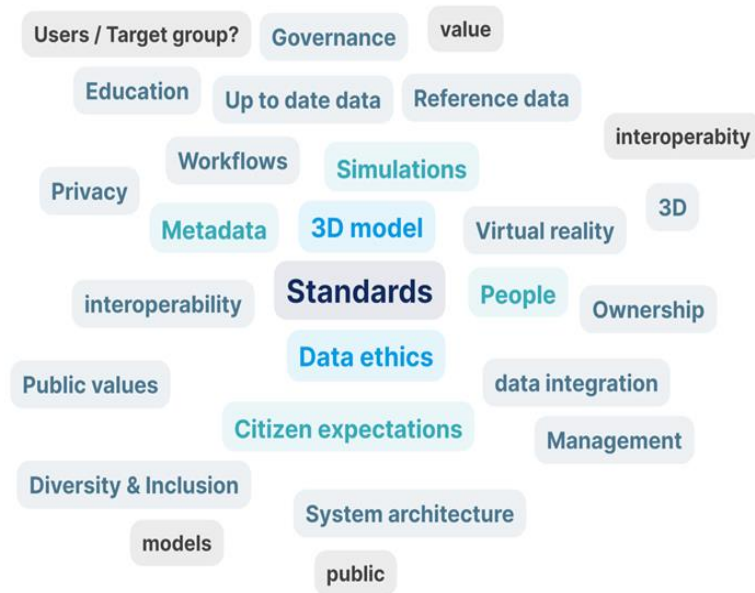 Users / Target group?
Governance
value
Education
Up to date data
Reference data
interoperabity
Workflows
Simulations
Privacy
3D
Metadata
3D model
Virtual reality
Standards
People
interoperability
Ownership
Data ethics
Public values
data integration
Citizen expectations
Management
Diversity & Inclusion
System architecture
models
public